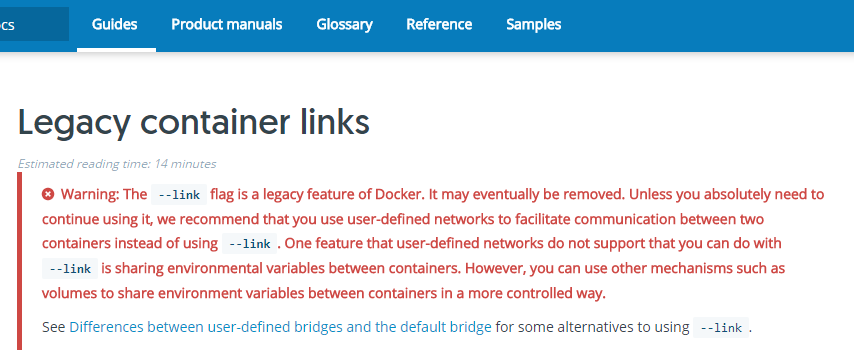 cs
Guides Product manuals Glossary Reference Samples
Legacy container links
Estimated reading time: 14 minutes
Warning: The --link flag is a legacy feature of Docker. It may eventually be removed. Unless you absolutely need to
continue using it, we recommend that you use user-defined networks to facilitate communication between two
containers instead of using --link . One feature that user-defined networks do not support that you can do with
--link is sharing environmental variables between containers. However, you can use other mechanisms such as
volumes to share environment variables between containers in a more controlled way.
See Differences between user-defined bridges and the default bridge for some alternatives to using --link .